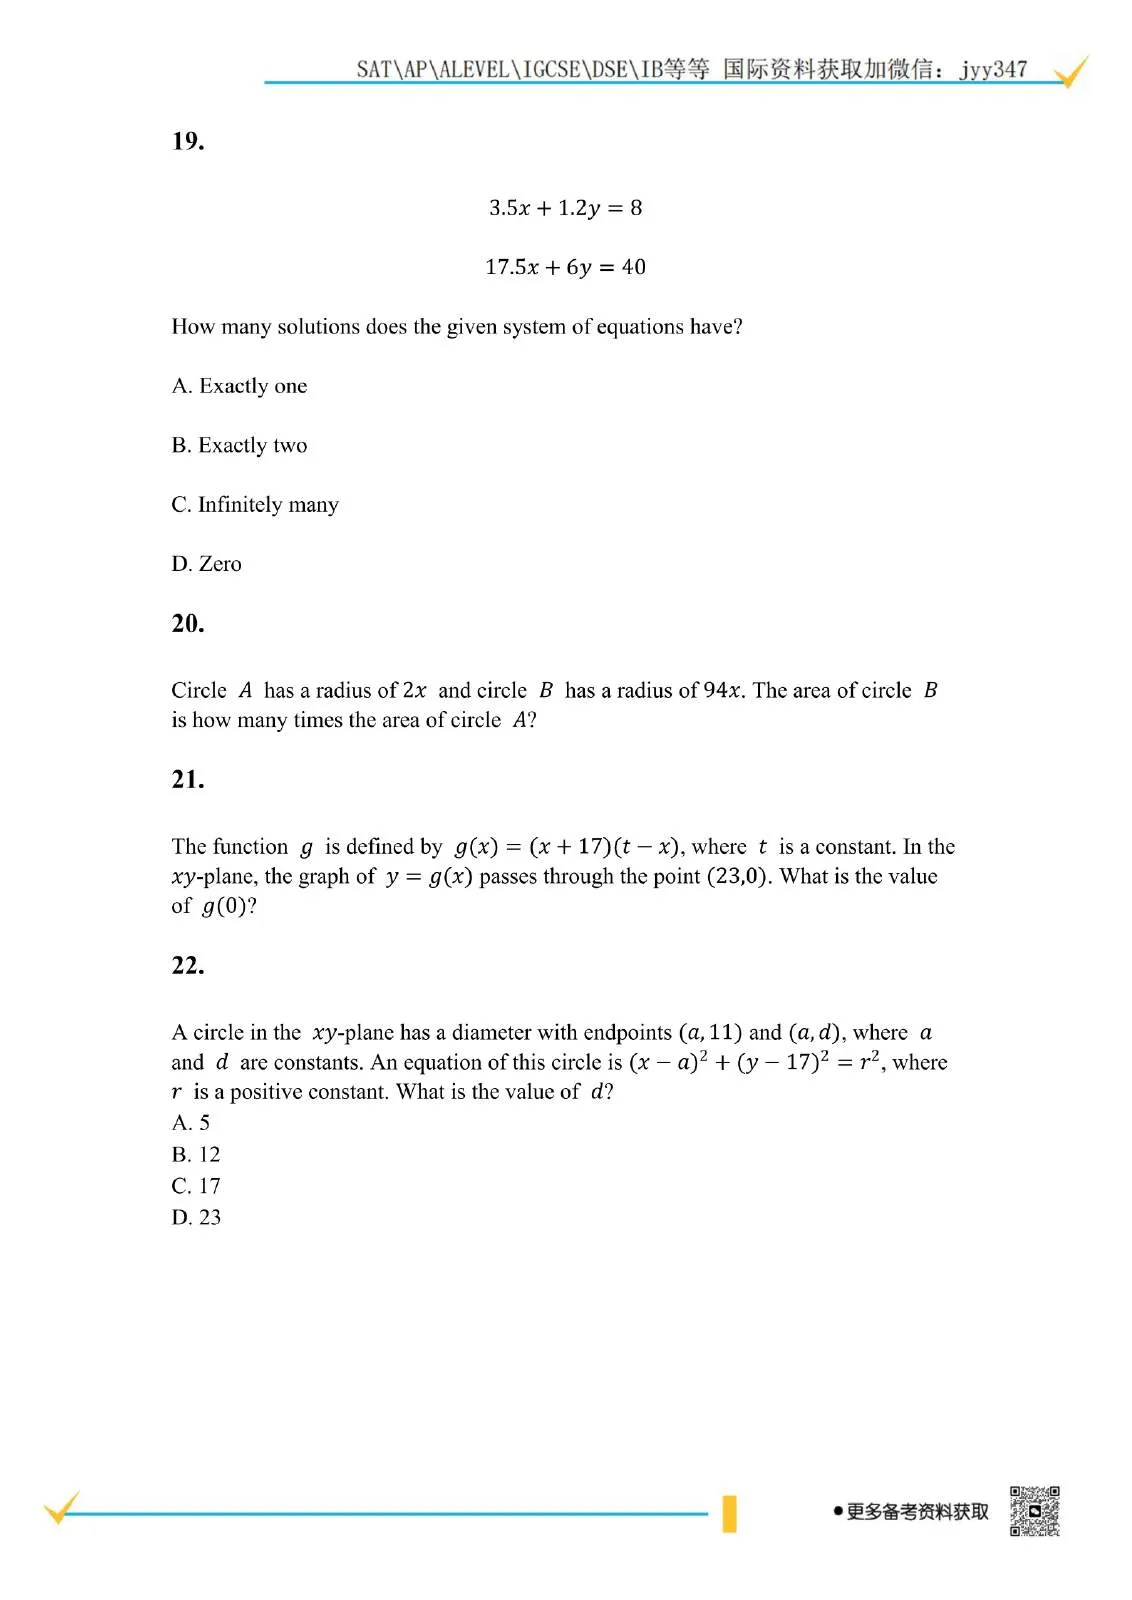 SAT\AP\ALEVEL\IGCSE\DSE\IB等等 国际资料获取加微信：jyy347
19.
3.5x + 1.2y = 8
17.5x + 6y = 40
How many solutions does the given system of equations have?
A. Exactly one
B. Exactly two
C. Infinitely many
D. Zero
20.
Circle A has a radius of 2x and circle B has a radius of 94x. The area of circle B
is how many times the area of circle A?
21.
The function g is defined by g(x) = (x + 17)(t − x), where t is a constant. In the
xy-plane, the graph of y = g(x) passes through the point (23,0). What is the value
of g(0)?
22.
A circle in the xy-plane has a diameter with endpoints (a, 11) and (a, d), where a
and d are constants. An equation of this circle is (x − a)² + (y − 17)² = r², where
r is a positive constant. What is the value of d?
A. 5
B. 12
C. 17
D. 23
●更多备考资料获取